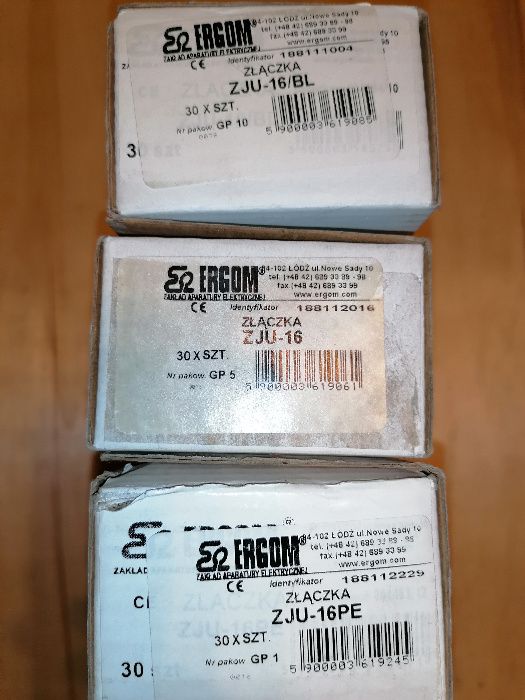 ERGOM
ZAKŁAD APARATURY ELEKTRYCZNEJ
94-102 ŁÓDŹ ul.Nowe Sady 10
tel. (+48 42) 689 33 89 - 98
fax.(+48 42) 689 33 99
www.ergom.com
CE Identyfikator 188111004
ZŁĄCZKA
ZJU-16/BL
30 X SZT.
Nr pakow. GP 10
5 900003 619085
30
ERGOM®
ZAKŁAD APARATURY ELEKTRYCZNEJ
94-102 ŁÓDŹ ul.Nowe Sady 10
tel. (+48 42) 689 33 89 - 98
fax.(+48 42) 689 33 99
www.ergom.com
CE Identyfikator 188112016
ZŁĄCZKA
ZJU-16
30 X SZT.
Nr pakow. GP 5
5 900003 619061
ZAKŁAD
30
ERGOM®
ZAKŁAD APARATURY ELEKTRYCZNEJ
94-102 ŁÓDŹ ul.Nowe Sady 10
tel. (+48 42) 689 33 89 - 98
fax.(+48 42) 689 33 99
www.ergom.com
CE Identyfikator 188112229
ZŁĄCZKA
ZJU-16PE
30 X SZT.
Nr pakow. GP 1
5 900003 619245